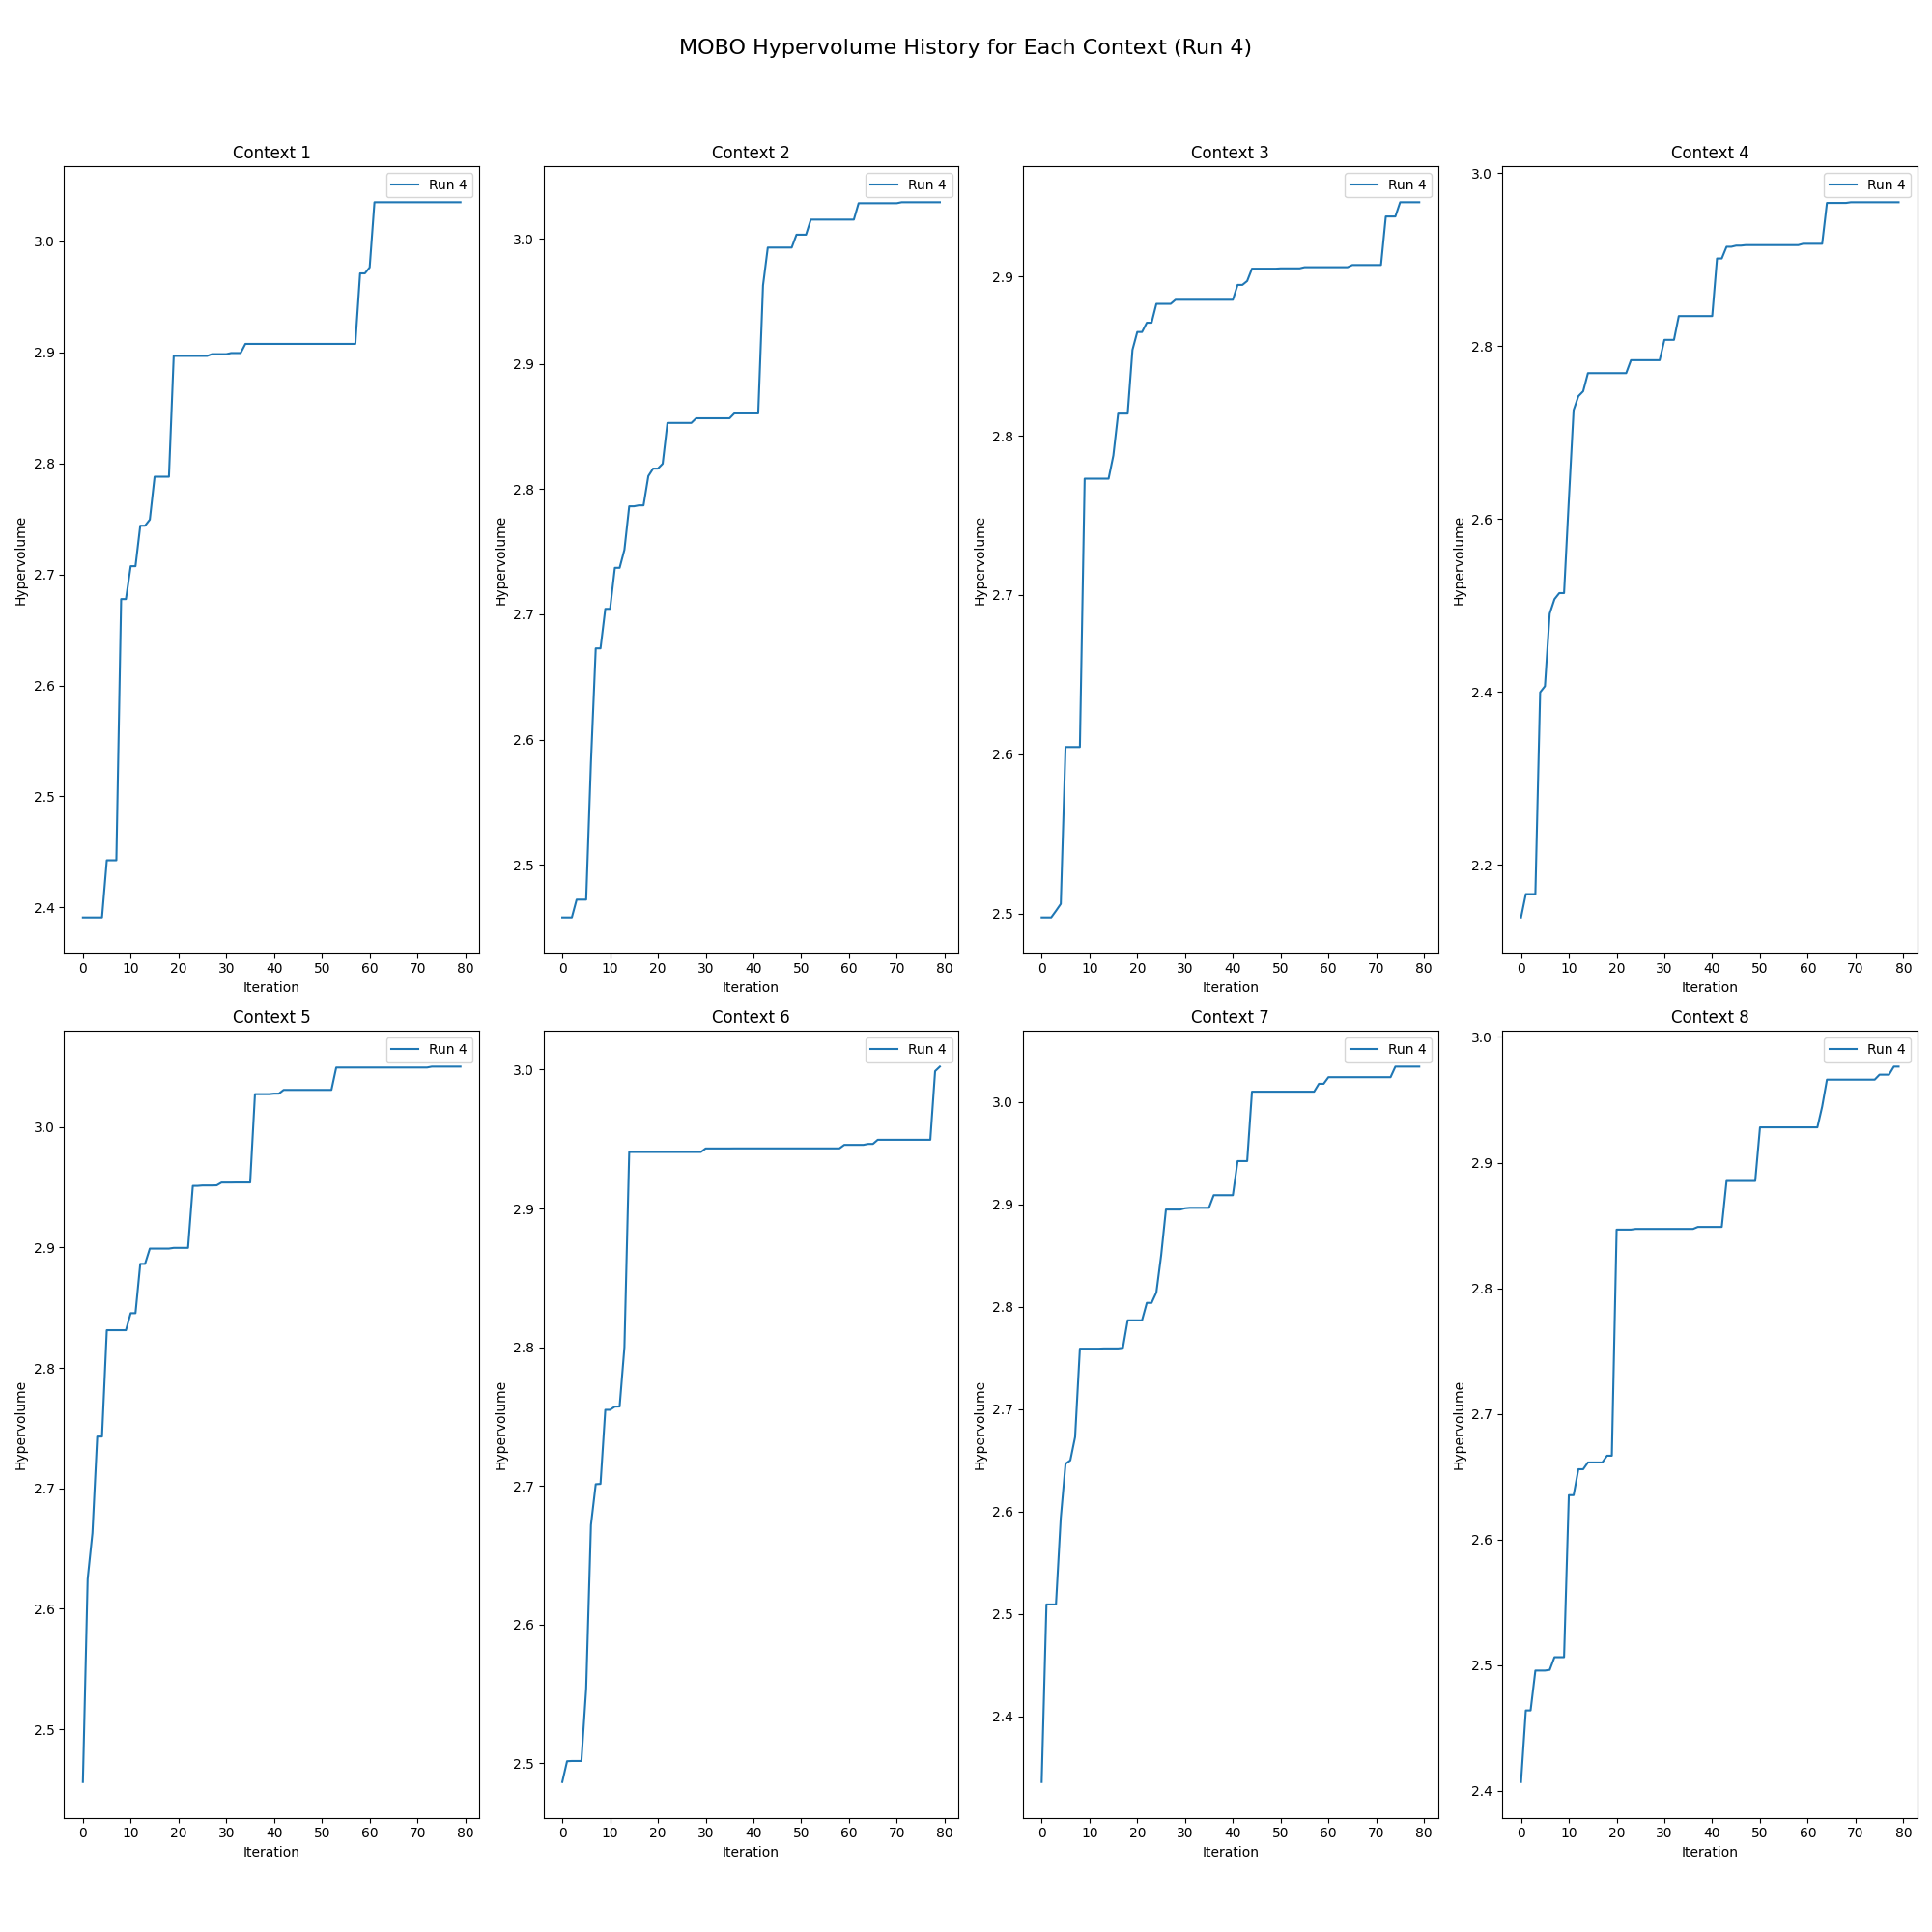 MOBO Hypervolume History for Each Context (Run 4)
Context 1
Run 4
3.0
2.9
2.8
2.7
2.6
2.5
2.4
Hypervolume
0 10 20 30 40 50 60 70 80
Iteration
Context 2
Run 4
3.0
2.9
2.8
2.7
2.6
2.5
Hypervolume
0 10 20 30 40 50 60 70 80
Iteration
Context 3
Run 4
2.9
2.8
2.7
2.6
2.5
Hypervolume
0 10 20 30 40 50 60 70 80
Iteration
Context 4
Run 4
3.0
2.8
2.6
2.4
2.2
Hypervolume
0 10 20 30 40 50 60 70 80
Iteration
Context 5
Run 4
3.0
2.9
2.8
2.7
2.6
2.5
Hypervolume
0 10 20 30 40 50 60 70 80
Iteration
Context 6
Run 4
3.0
2.9
2.8
2.7
2.6
2.5
Hypervolume
0 10 20 30 40 50 60 70 80
Iteration
Context 7
Run 4
3.0
2.9
2.8
2.7
2.6
2.5
2.4
Hypervolume
0 10 20 30 40 50 60 70 80
Iteration
Context 8
Run 4
3.0
2.9
2.8
2.7
2.6
2.5
2.4
Hypervolume
0 10 20 30 40 50 60 70 80
Iteration